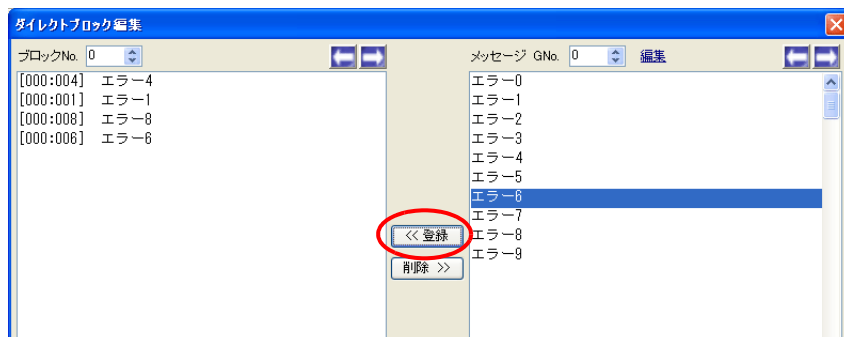 ダイレクトブロック編集
ブロックNo. 0
[000:004] エラー4
[000:001] エラー1
[000:008] エラー8
[000:006] エラー6
<< 登録
削除 >>
メッセージ GNo. 0 編集
エラー0
エラー1
エラー2
エラー3
エラー4
エラー5
エラー6
エラー7
エラー8
エラー9